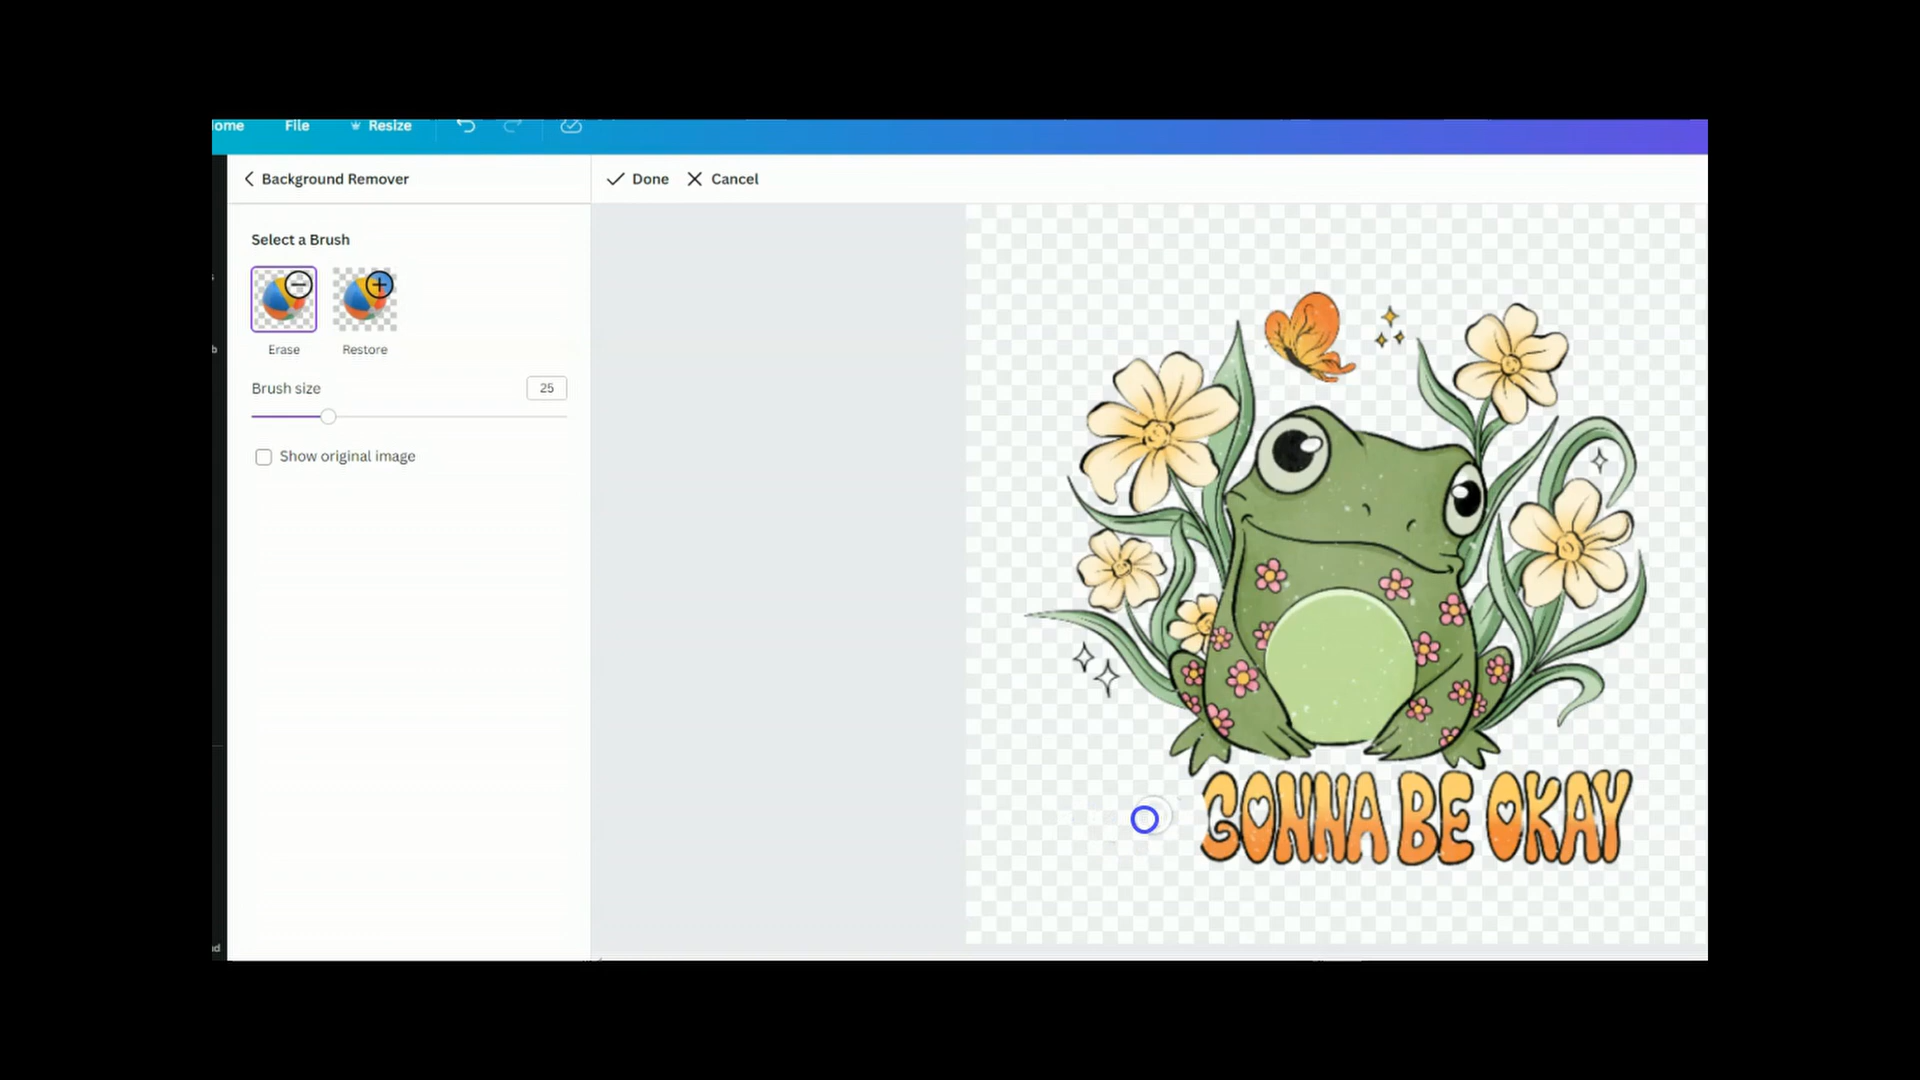 ome File Resize
Background Remover
Done Cancel
Select a Brush
Erase Restore
Brush size 25
Show original image
GONNA BE OKAY